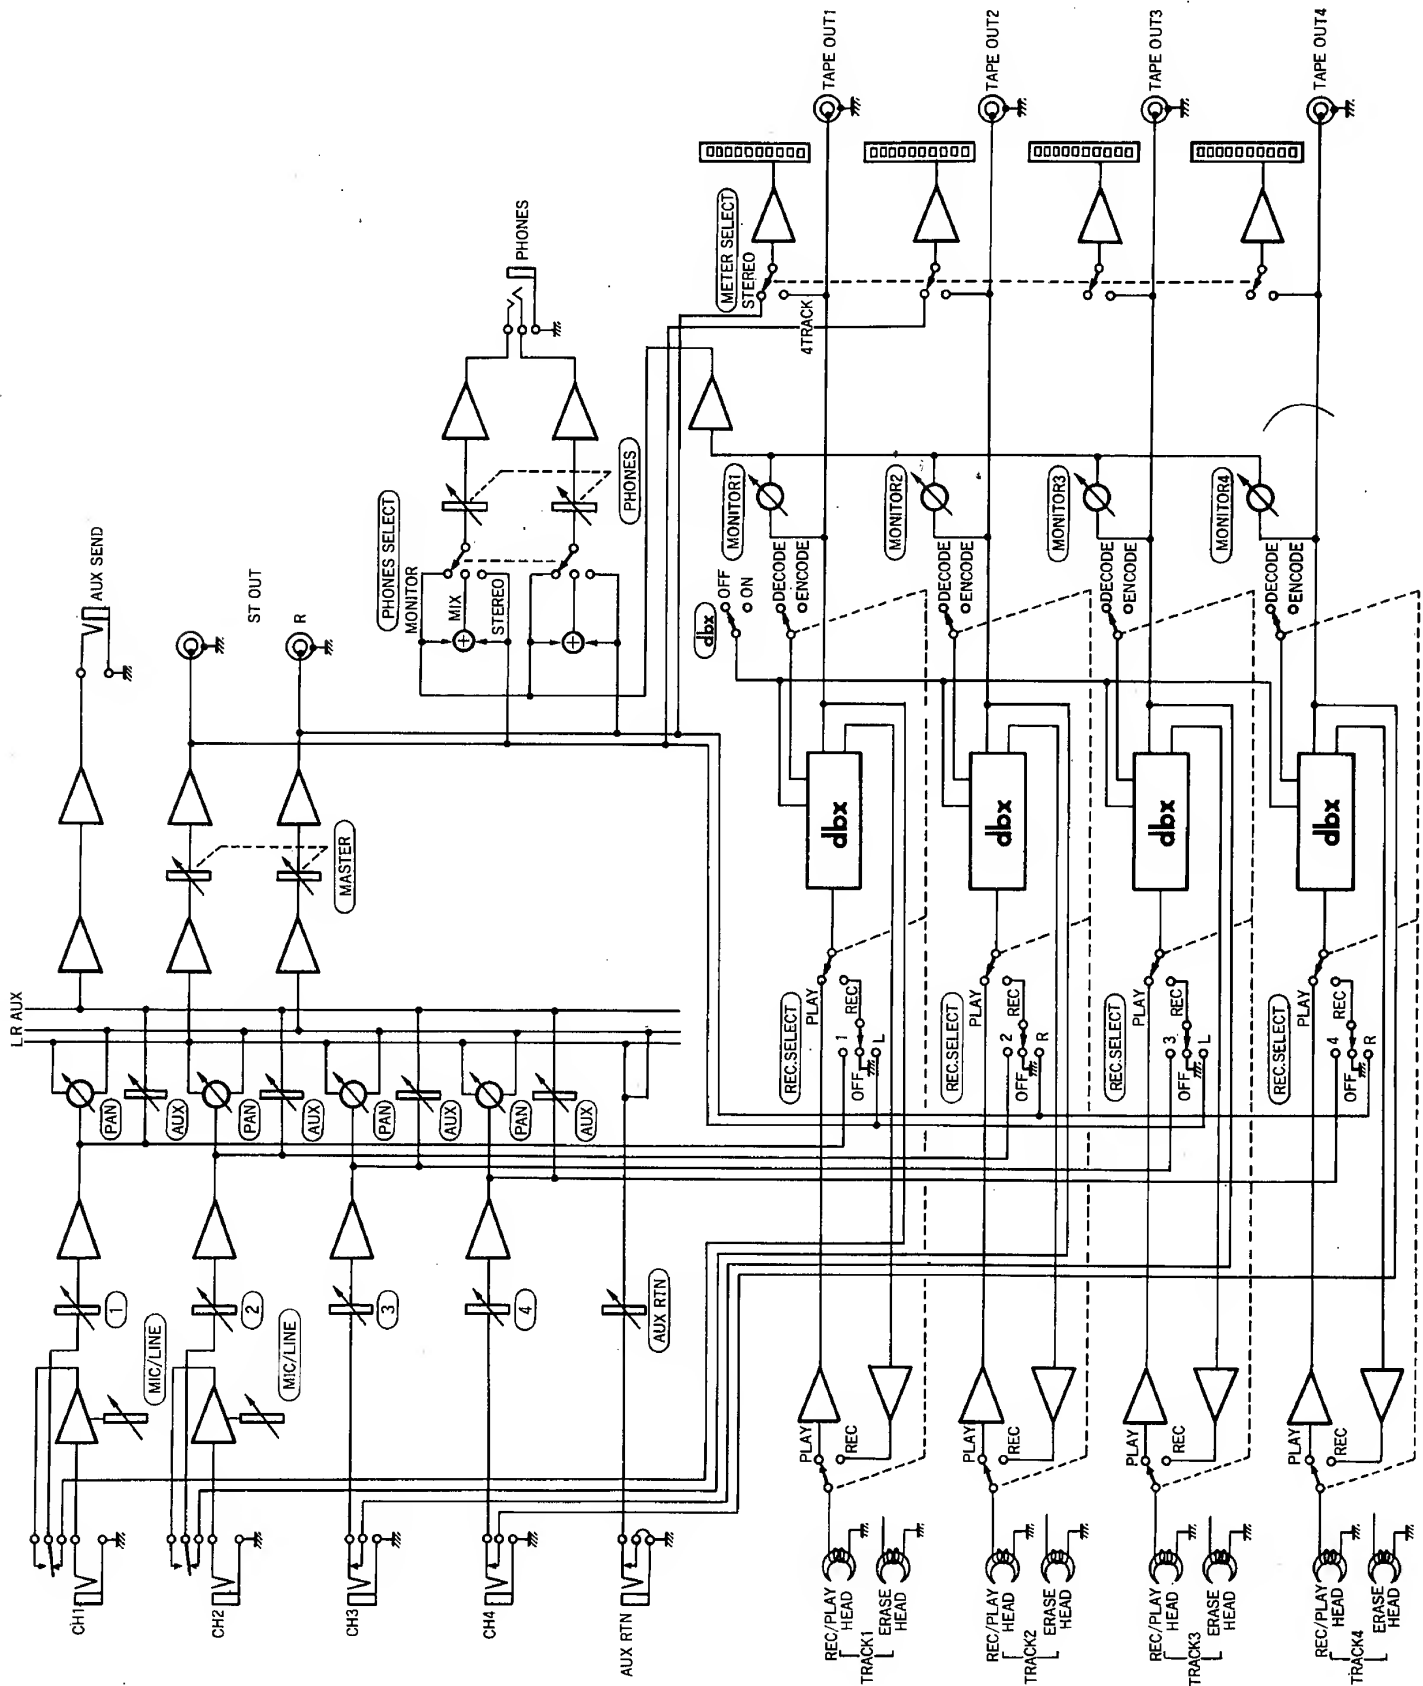 CH1
CH2
CH3
CH4
AUX RTN
MIC/LINE
MIC/LINE
1
2
3
4
AUX RTN
PAN
AUX
PAN
AUX
PAN
AUX
PAN
AUX
L R AUX
MASTER
AUX SEND
ST OUT
R
PHONES SELECT
MONITOR
MIX
STEREO
PHONES
PHONES
METER SELECT
STEREO
4TRACK
TAPE OUT1
TAPE OUT2
TAPE OUT3
TAPE OUT4
MONITOR1
MONITOR2
MONITOR3
MONITOR4
dbx
OFF
ON
DECODE
ENCODE
DECODE
ENCODE
DECODE
ENCODE
DECODE
ENCODE
dbx
dbx
dbx
dbx
REC.SELECT
PLAY
REC
1
OFF
L
REC.SELECT
PLAY
REC
2
OFF
R
REC.SELECT
PLAY
REC
3
OFF
L
REC.SELECT
PLAY
REC
4
OFF
R
PLAY
REC
PLAY
REC
PLAY
REC
PLAY
REC
REC/PLAY
HEAD
ERASE
HEAD
TRACK1
REC/PLAY
HEAD
ERASE
HEAD
TRACK2
REC/PLAY
HEAD
ERASE
HEAD
TRACK3
REC/PLAY
HEAD
ERASE
HEAD
TRACK4